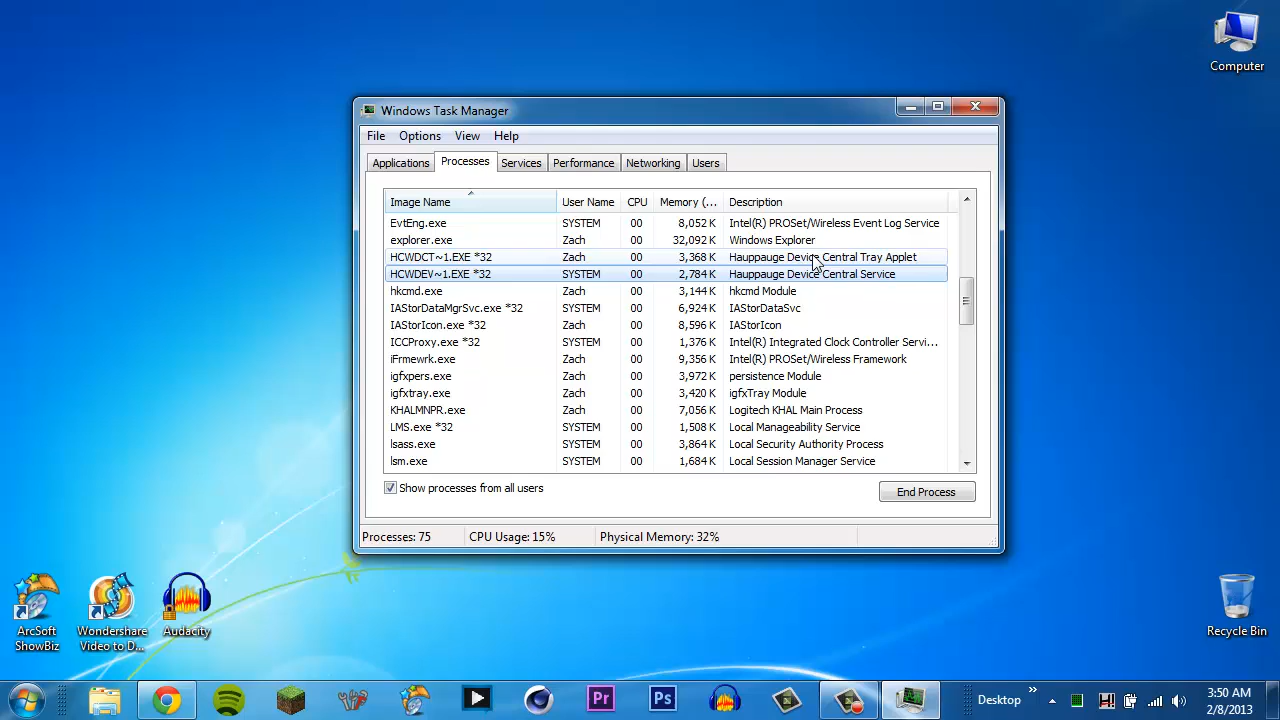 Computer
Windows Task Manager
File Options View Help
Applications Processes Services Performance Networking Users
Image Name User Name CPU Memory (... Description
EvtEng.exe SYSTEM 00 8,052 K Intel(R) PROSet/Wireless Event Log Service
explorer.exe Zach 00 32,092 K Windows Explorer
HCWDCT~1.EXE *32 Zach 00 3,368 K Hauppauge Device Central Tray Applet
HCWDEV~1.EXE *32 SYSTEM 00 2,784 K Hauppauge Device Central Service
hkcmd.exe Zach 00 3,144 K hkcmd Module
IAStorDataMgrSvc.exe *32 SYSTEM 00 6,924 K IAStorDataSvc
IAStorIcon.exe *32 Zach 00 8,596 K IAStorIcon
ICCProxy.exe *32 SYSTEM 00 1,376 K Intel(R) Integrated Clock Controller Servi...
iFrmewrk.exe Zach 00 9,356 K Intel(R) PROSet/Wireless Framework
igfxpers.exe Zach 00 3,972 K persistence Module
igfxtray.exe Zach 00 3,420 K igfxTray Module
KHALMNPR.exe Zach 00 7,056 K Logitech KHAL Main Process
LMS.exe *32 SYSTEM 00 1,508 K Local Manageability Service
lsass.exe SYSTEM 00 3,864 K Local Security Authority Process
lsm.exe SYSTEM 00 1,684 K Local Session Manager Service
Show processes from all users
End Process
Processes: 75 CPU Usage: 15% Physical Memory: 32%
ArcSoft
ShowBiz
Wondershare
Video to D...
Audacity
Recycle Bin
Pr
Ps
Desktop
3:50 AM
2/8/2013